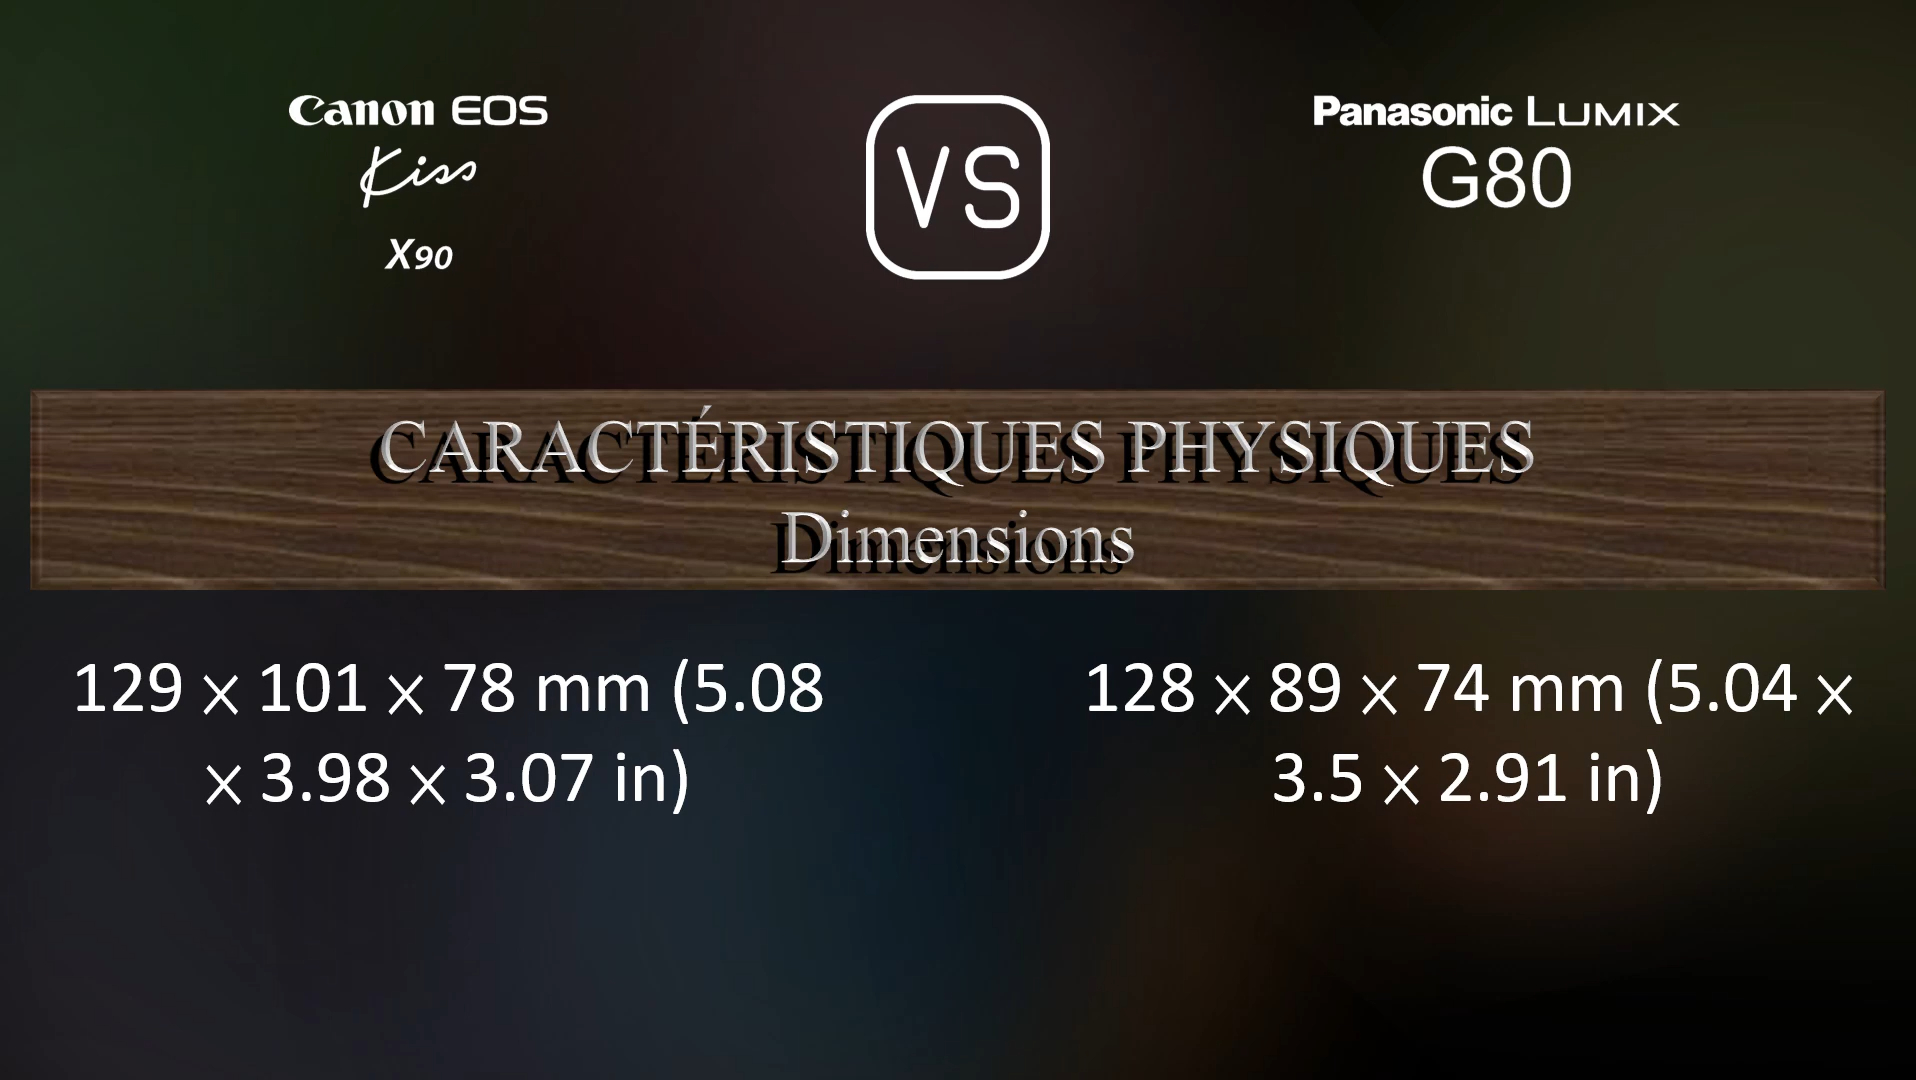 Canon EOS
Kiss
X90
VS
Panasonic LUMIX
G80
CARACTÉRISTIQUES PHYSIQUES
Dimensions
129 x 101 x 78 mm (5.08
x 3.98 x 3.07 in)
128 x 89 x 74 mm (5.04 x
3.5 x 2.91 in)